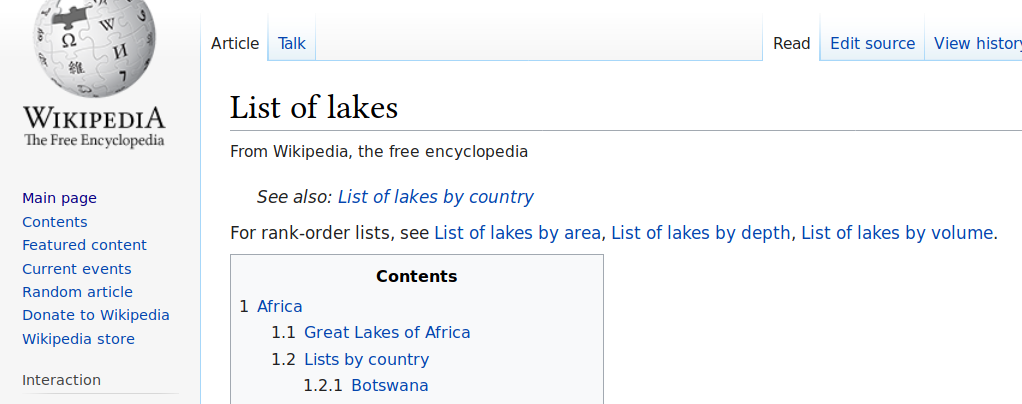 Ω W И 維 7
WIKIPEDIA
The Free Encyclopedia
Main page
Contents
Featured content
Current events
Random article
Donate to Wikipedia
Wikipedia store
Interaction
Article Talk Read Edit source View history
List of lakes
From Wikipedia, the free encyclopedia
See also: List of lakes by country
For rank-order lists, see List of lakes by area, List of lakes by depth, List of lakes by volume.
Contents
1 Africa
1.1 Great Lakes of Africa
1.2 Lists by country
1.2.1 Botswana